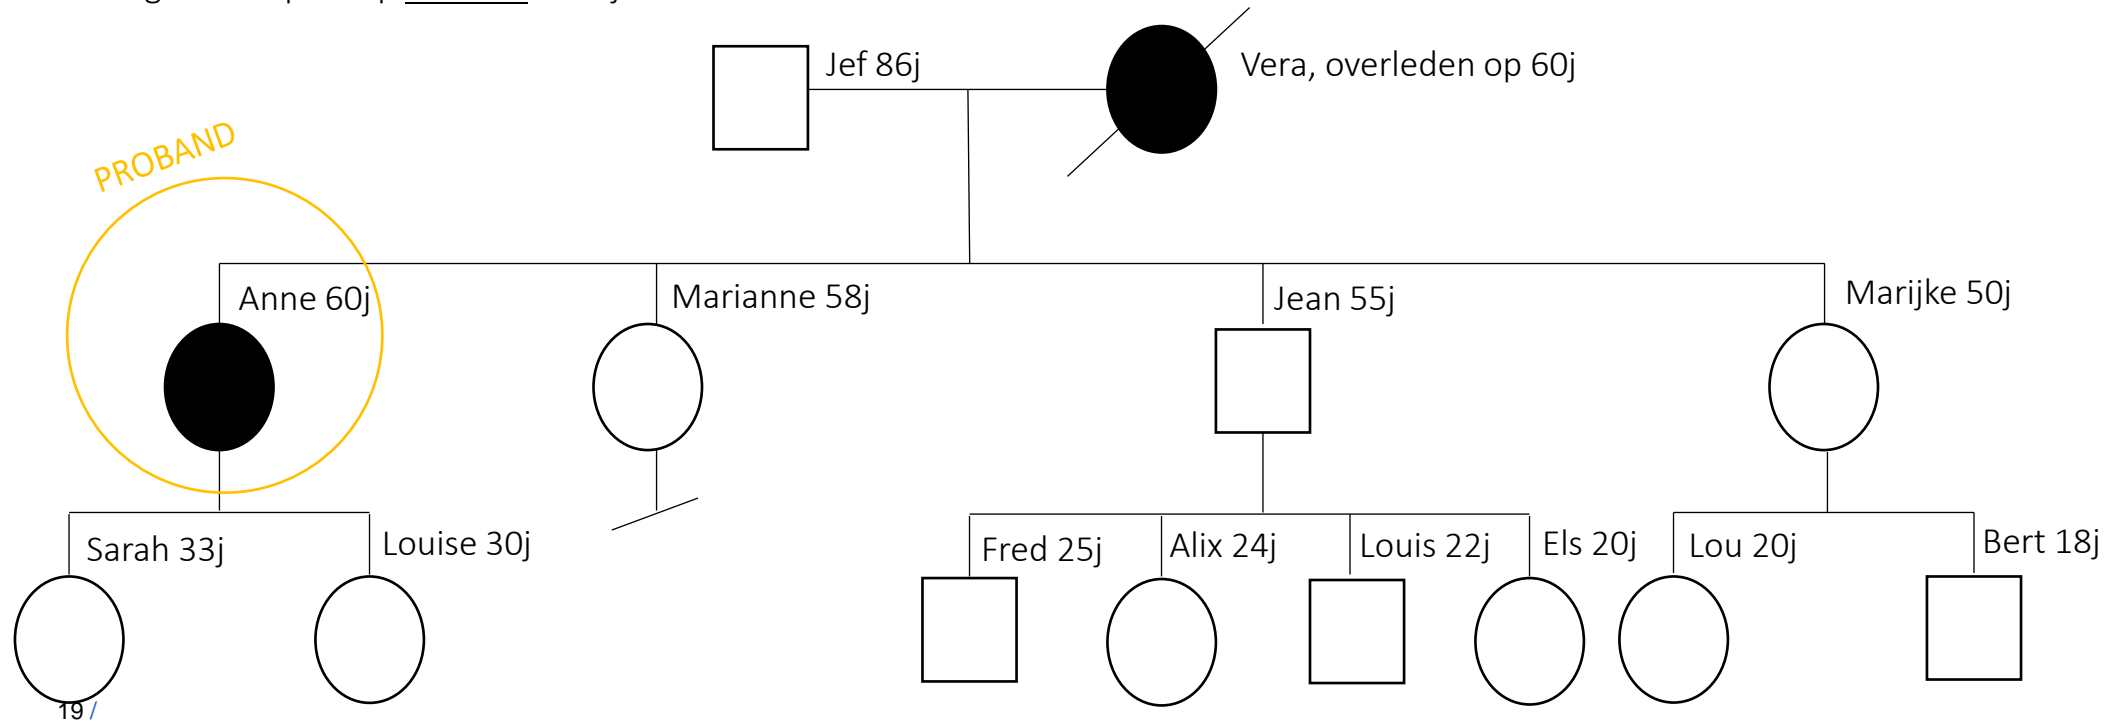 Jef 86j
Vera, overleden op 60j
PROBAND
Anne 60j
Marianne 58j
Jean 55j
Marijke 50j
Sarah 33j
Louise 30j
Fred 25j
Alix 24j
Louis 22j
Els 20j
Lou 20j
Bert 18j
19 /